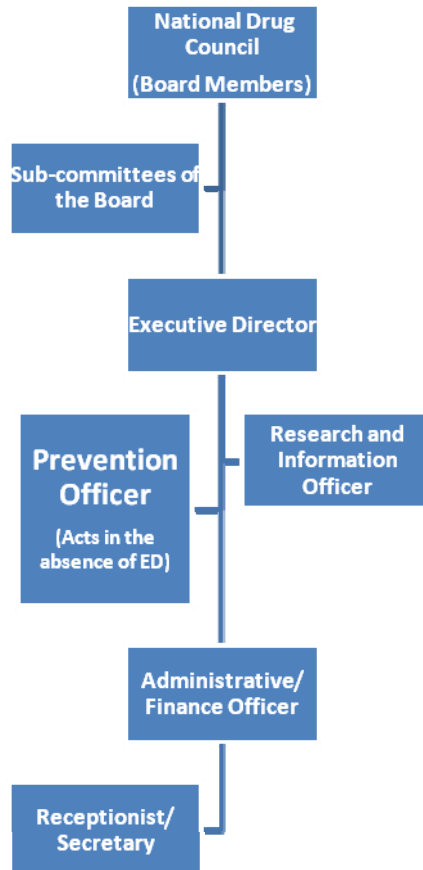 National Drug
Council
(Board Members)
Sub-committees of
the Board
Executive Director
Prevention
Officer
(Acts in the
absence of ED)
Research and
Information
Officer
Administrative/
Finance Officer
Receptionist/
Secretary